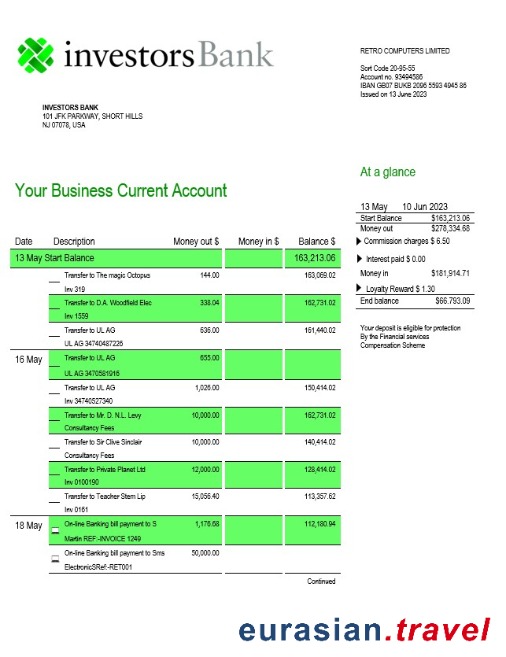 investorsBank
RETRO COMPUTERS LIMITED
Sort Code 20-95-55
Account no. 93494586
IBAN GB07 BUKB 2096 5593 4945 86
Issued on 13 June 2023
INVESTORS BANK
101 JFK PARKWAY, SHORT HILLS
NJ 07078, USA
At a glance
Your Business Current Account
13 May 10 Jun 2023
Start Balance $163,213.06
Money out $278,334.68
Commission charges $ 6.50
Interest paid $ 0.00
Money in $181,914.71
Loyalty Reward $ 1.30
End balance $66.793.09
Your deposit is eligible for protection
By the Financial services
Compensation Scheme
Date Description Money out $ Money in $ Balance $
13 May Start Balance 163,213.06
Transfer to The magic Octopus 144.00 163,069.02
Inv 319
Transfer to D.A. Woodfield Elec 338.04 162,731.02
Inv 1559
Transfer to UL AG 636.00 161,440.02
UL AG 34740487226
16 May Transfer to UL AG 655.00
UL AG 3470581916
Transfer to UL AG 1,026.00 150,414.02
Inv 34740527340
Transfer to Mr. D. N.L. Levy 10,000.00 162,731.02
Consultancy Fees
Transfer to Sir Clive Sinclair 10,000.00 140,414.02
Consultancy Fees
Transfer to Private Planet Ltd 12,000.00 128,414.02
Inv 0100190
Transfer to Teacher Stern Lip 15,056.40 113,357.62
Inv 0161
18 May On-line Banking bill payment to S 1,176.68 112,180.94
Martin REF:-INVOICE 1249
On-line Banking bill payment to Sms 50,000.00
ElectronicSRef:-RET001
Continued
eurasian.travel